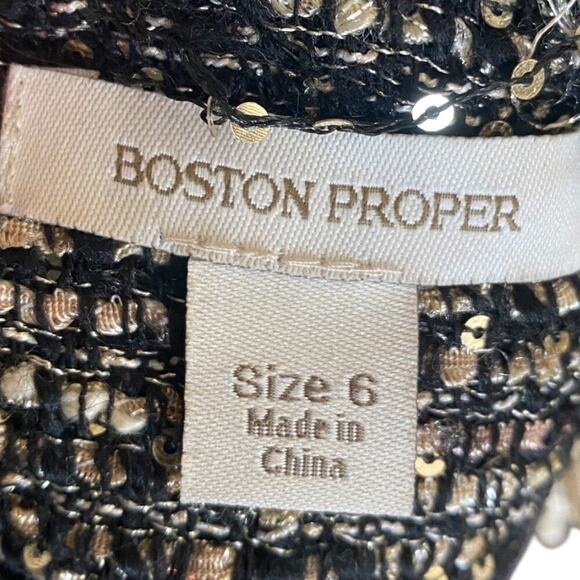 BOSTON PROPER
Size 6
Made in
China